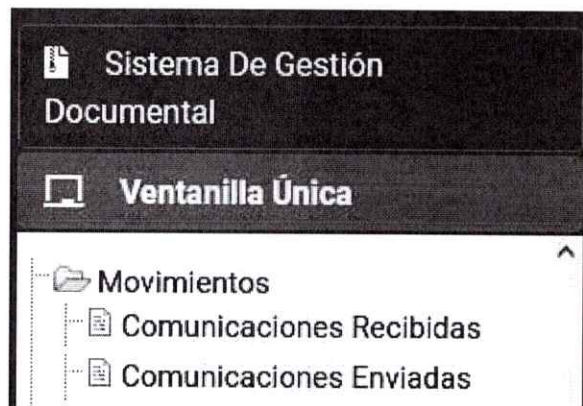 Sistema De Gestión
Documental
Ventanilla Única
Movimientos
Comunicaciones Recibidas
Comunicaciones Enviadas